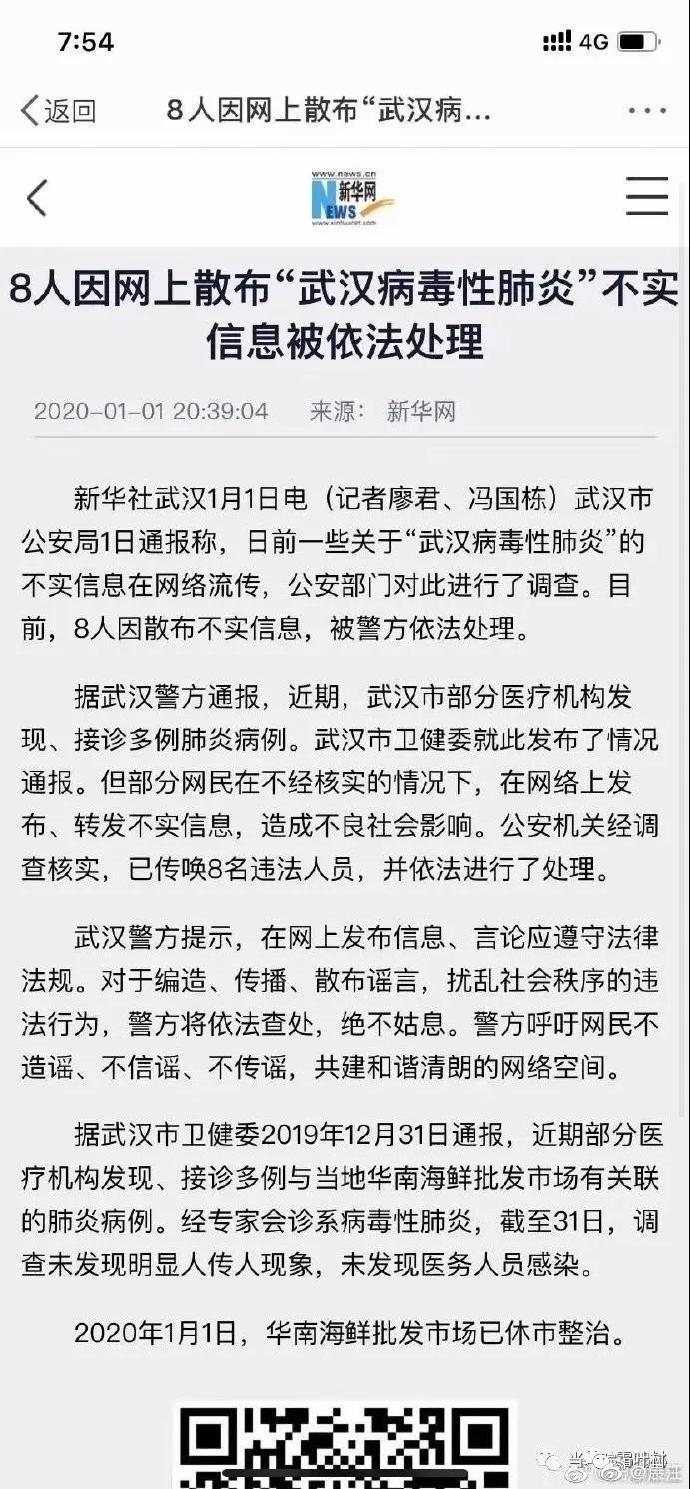 7:54
4G
返回
8人因网上散布“武汉病...
www.news.cn
新华网
NEWS
www.xinhuanet.com
8人因网上散布“武汉病毒性肺炎”不实
信息被依法处理
2020-01-01 20:39:04 来源： 新华网
新华社武汉1月1日电（记者廖君、冯国栋）武汉市
公安局1日通报称，日前一些关于“武汉病毒性肺炎”的
不实信息在网络流传，公安部门对此进行了调查。目
前，8人因散布不实信息，被警方依法处理。
据武汉警方通报，近期，武汉市部分医疗机构发
现、接诊多例肺炎病例。武汉市卫健委就此发布了情况
通报。但部分网民在不经核实的情况下，在网络上发
布、转发不实信息，造成不良社会影响。公安机关经调
查核实，已传唤8名违法人员，并依法进行了处理。
武汉警方提示，在网上发布信息、言论应遵守法律
法规。对于编造、传播、散布谣言，扰乱社会秩序的违
法行为，警方将依法查处，绝不姑息。警方呼吁网民不
造谣、不信谣、不传谣，共建和谐清朗的网络空间。
据武汉市卫健委2019年12月31日通报，近期部分医
疗机构发现、接诊多例与当地华南海鲜批发市场有关联
的肺炎病例。经专家会诊系病毒性肺炎，截至31日，调
查未发现明显人传人现象，未发现医务人员感染。
2020年1月1日，华南海鲜批发市场已休市整治。